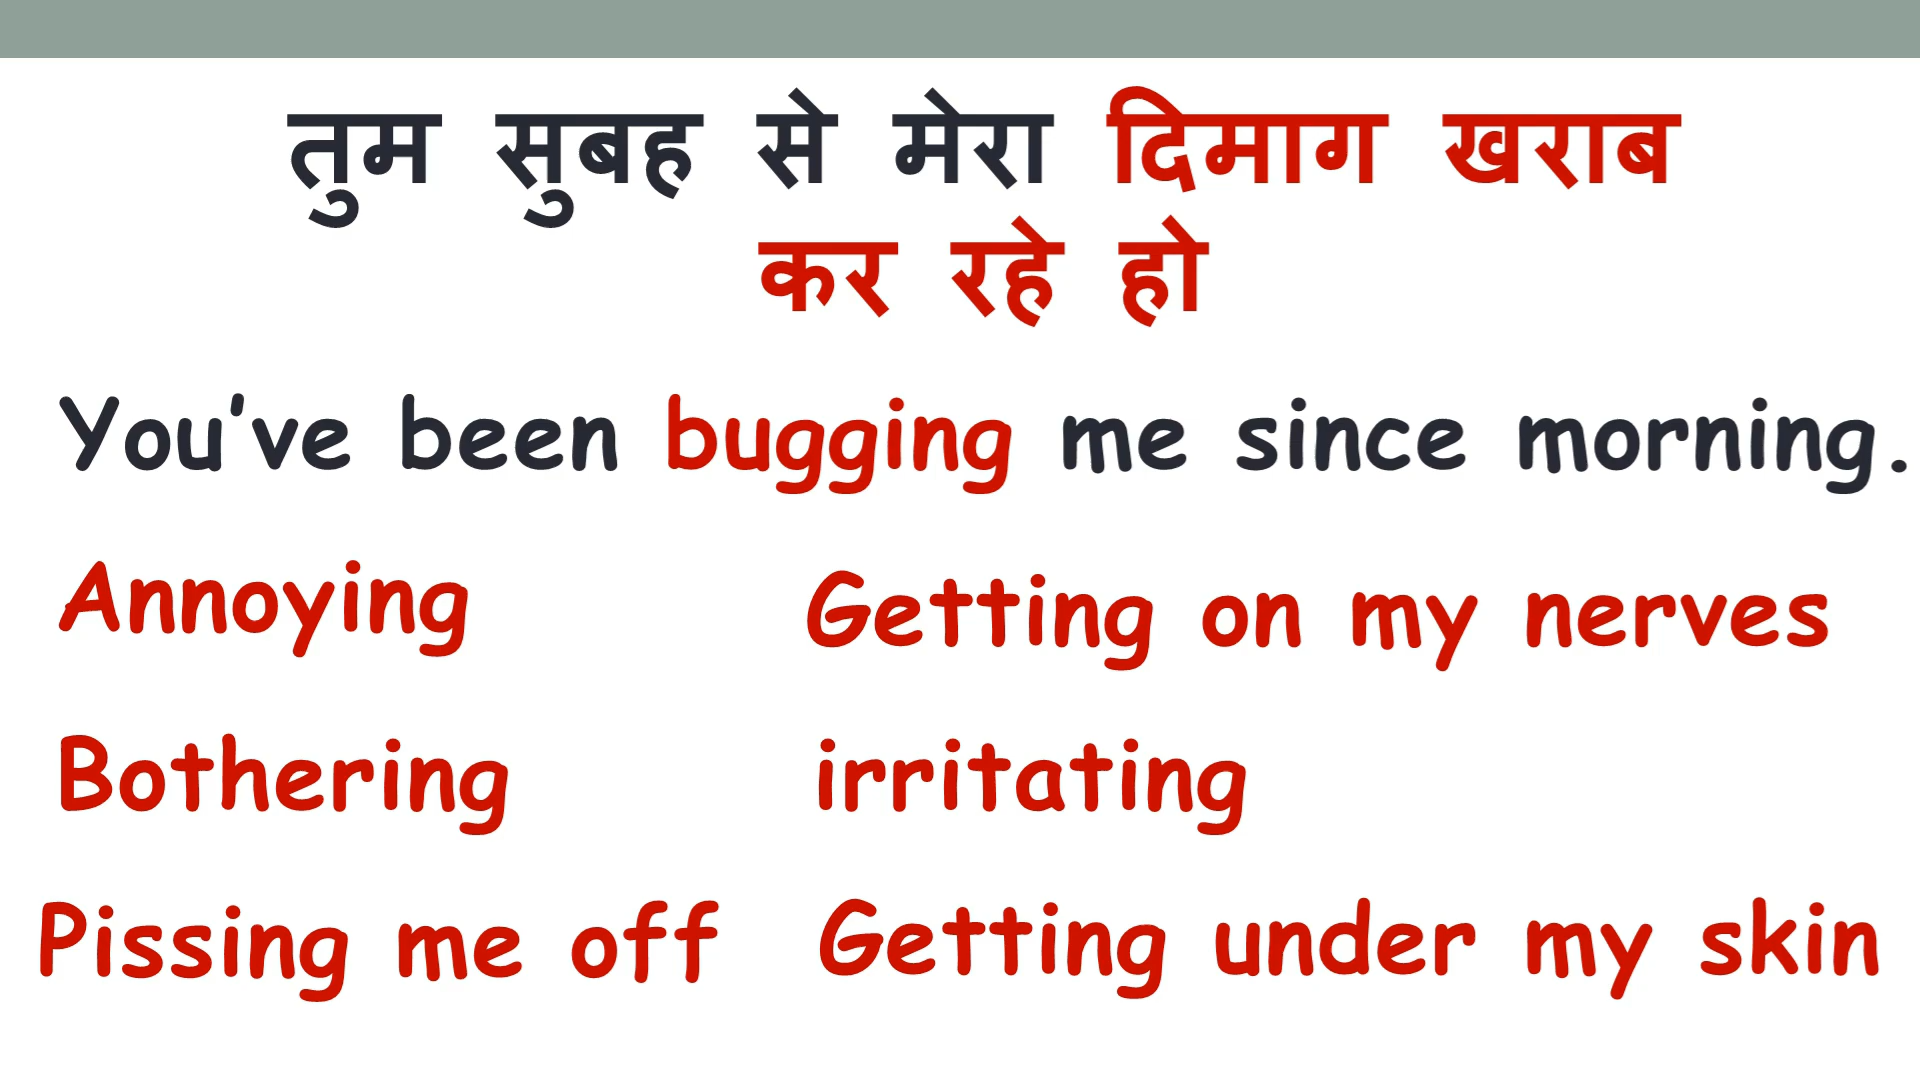 तुम सुबह से मेरा दिमाग खराब
कर रहे हो
You've been bugging me since morning.
Annoying
Getting on my nerves
Bothering
irritating
Pissing me off
Getting under my skin